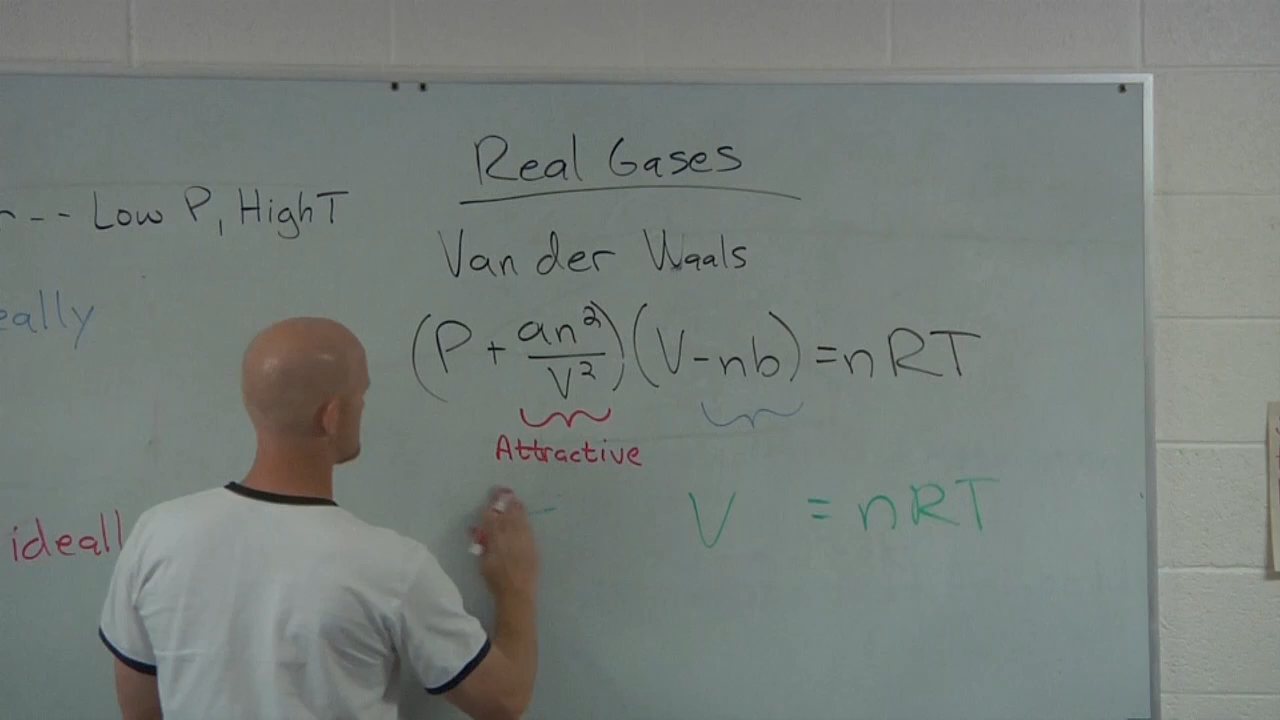 Real Gases
-- Low P, High T
Van der Waals
eally
(P + an²/V²)(V-nb) = nRT
Attractive
V = nRT
ideall